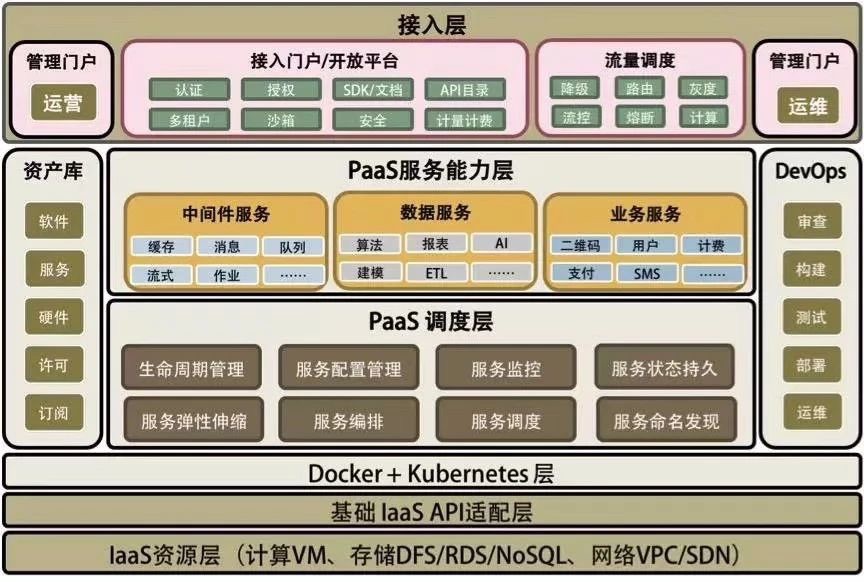 接入层
管理门户
运营
接入门户/开放平台
认证 授权 SDK/文档 API目录
多租户 沙箱 安全 计量计费
流量调度
降级 路由 灰度
流控 熔断 计算
管理门户
运维
资产库
软件
服务
硬件
许可
订阅
PaaS服务能力层
中间件服务
缓存 消息 队列
流式 作业 ······
数据服务
算法 报表 AI
建模 ETL ······
业务服务
二维码 用户 计费
支付 SMS ······
PaaS 调度层
生命周期管理 服务配置管理 服务监控 服务状态持久
服务弹性伸缩 服务编排 服务调度 服务命名发现
DevOps
审查
构建
测试
部署
运维
Docker + Kubernetes 层
基础 IaaS API适配层
IaaS资源层（计算VM、存储DFS/RDS/NoSQL、网络VPC/SDN）